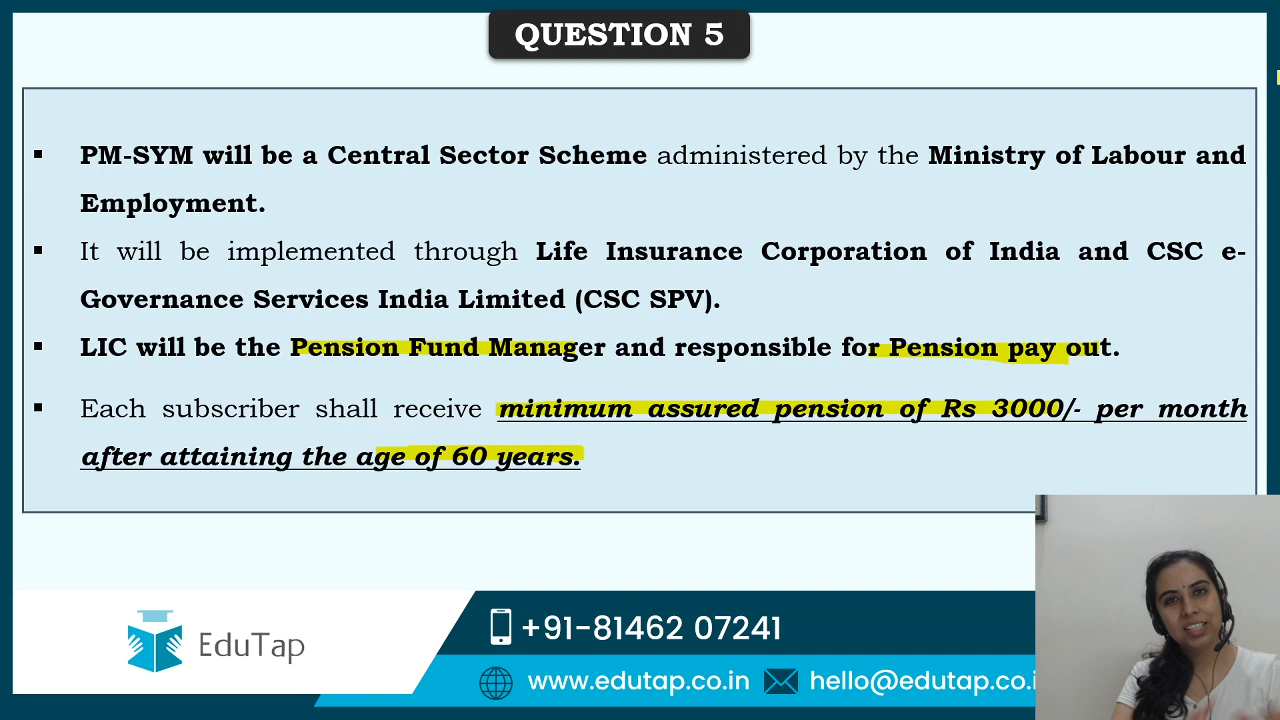 QUESTION 5
▪ PM-SYM will be a Central Sector Scheme administered by the Ministry of Labour and
Employment.
▪ It will be implemented through Life Insurance Corporation of India and CSC e-
Governance Services India Limited (CSC SPV).
▪ LIC will be the Pension Fund Manager and responsible for Pension pay out.
▪ Each subscriber shall receive minimum assured pension of Rs 3000/- per month
after attaining the age of 60 years.
EduTap
+91-81462 07241
www.edutap.co.in
hello@edutap.co.i